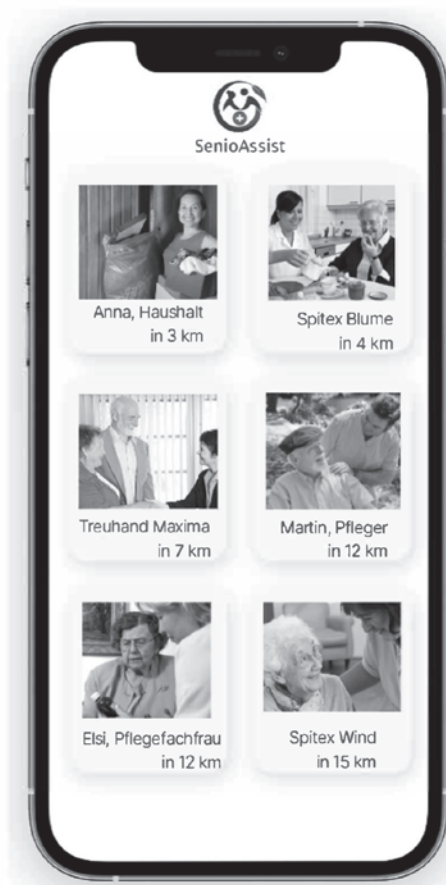 SenioAssist
Anna, Haushalt
in 3 km
Spitex Blume
in 4 km
Treuhand Maxima
in 7 km
Martin, Pfleger
in 12 km
Elsi, Pflegefachfrau
in 12 km
Spitex Wind
in 15 km